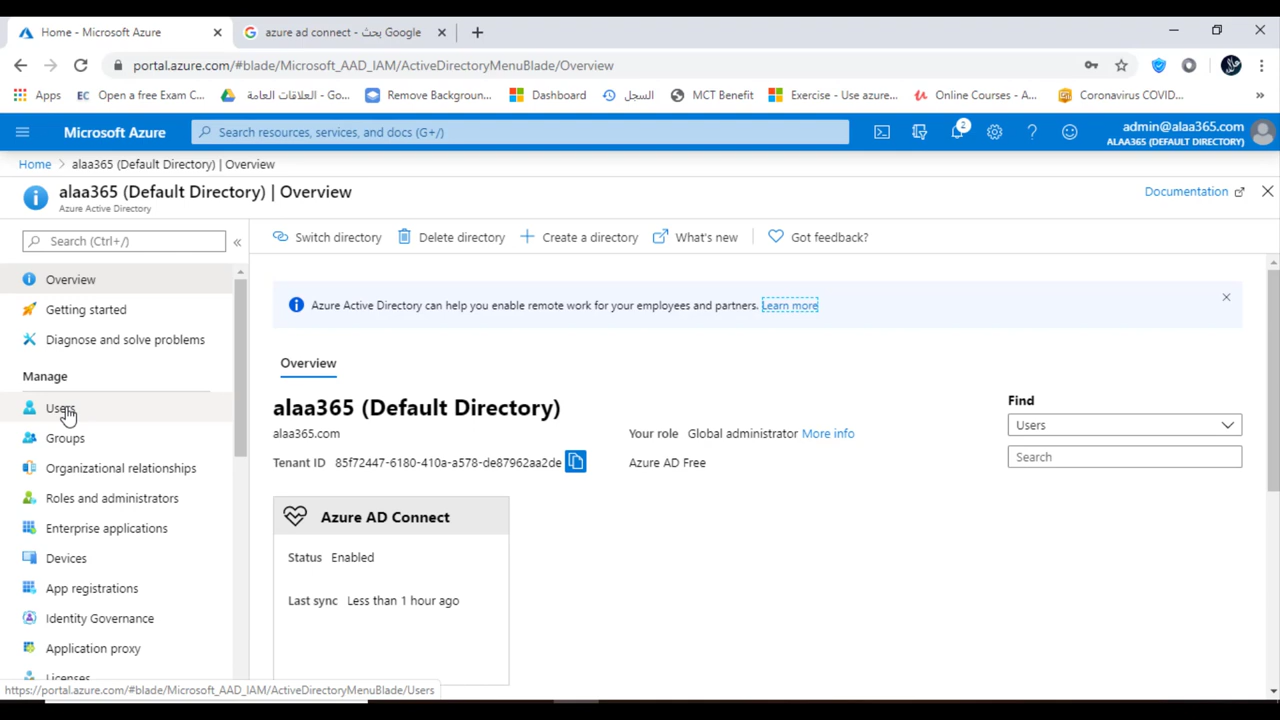 Home - Microsoft Azure
azure ad connect - بحث Google
portal.azure.com/#blade/Microsoft_AAD_IAM/ActiveDirectoryMenuBlade/Overview
Apps
EC Open a free Exam C...
العلاقات العامة - Go...
Remove Backgroun...
Dashboard
السجل
MCT Benefit
Exercise - Use azure...
Online Courses - A...
Coronavirus COVID...
»
Microsoft Azure
Search resources, services, and docs (G+/)
2
admin@alaa365.com
ALAA365 (DEFAULT DIRECTORY)
Home > alaa365 (Default Directory) | Overview
alaa365 (Default Directory) | Overview
Azure Active Directory
Documentation
Search (Ctrl+/)
«
Switch directory
Delete directory
Create a directory
What's new
Got feedback?
Overview
Getting started
Diagnose and solve problems
Manage
Users
Groups
Organizational relationships
Roles and administrators
Enterprise applications
Devices
App registrations
Identity Governance
Application proxy
Licenses
Azure Active Directory can help you enable remote work for your employees and partners. Learn more
Overview
alaa365 (Default Directory)
alaa365.com
Tenant ID 85f72447-6180-410a-a578-de87962aa2de
Your role Global administrator More info
Azure AD Free
Find
Users
Search
Azure AD Connect
Status Enabled
Last sync Less than 1 hour ago
https://portal.azure.com/#blade/Microsoft_AAD_IAM/ActiveDirectoryMenuBlade/Users